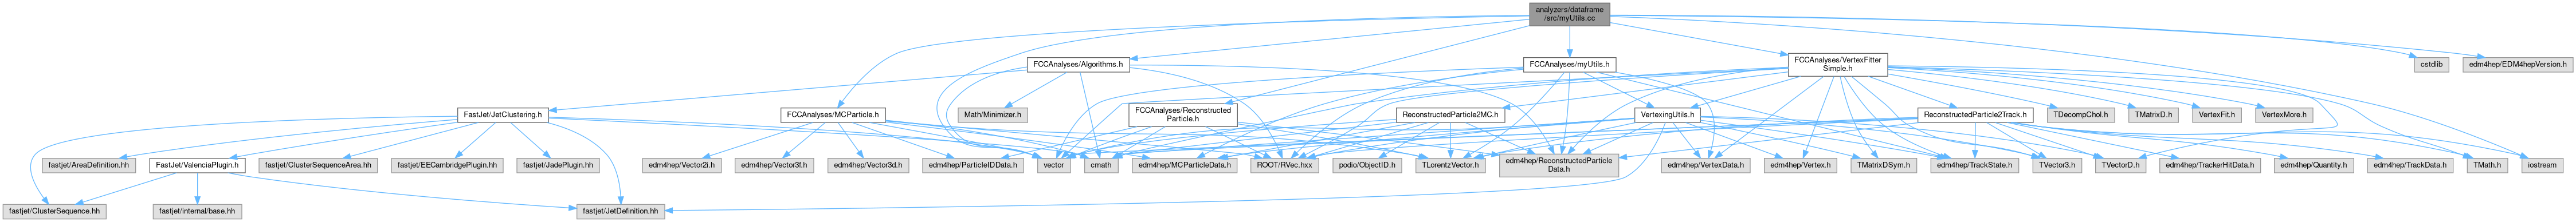 analyzers/dataframe
/src/myUtils.cc
FCCAnalyses/Algorithms.h
FCCAnalyses/myUtils.h
FCCAnalyses/VertexFitter
Simple.h
cstdlib
edm4hep/EDM4hepVersion.h
FastJet/JetClustering.h
FCCAnalyses/MCParticle.h
Math/Minimizer.h
FCCAnalyses/Reconstructed
Particle.h
ReconstructedParticle2MC.h
VertexingUtils.h
ReconstructedParticle2Track.h
TDecompChol.h
TMatrixD.h
VertexFit.h
VertexMore.h
fastjet/AreaDefinition.hh
FastJet/ValenciaPlugin.h
fastjet/ClusterSequenceArea.hh
fastjet/EECambridgePlugin.hh
fastjet/JadePlugin.hh
edm4hep/Vector2i.h
edm4hep/Vector3f.h
edm4hep/Vector3d.h
edm4hep/ParticleIDData.h
vector
cmath
edm4hep/MCParticleData.h
ROOT/RVec.hxx
podio/ObjectID.h
TLorentzVector.h
edm4hep/ReconstructedParticle
Data.h
edm4hep/VertexData.h
edm4hep/Vertex.h
TMatrixDSym.h
edm4hep/TrackState.h
TVector3.h
TVectorD.h
edm4hep/TrackerHitData.h
edm4hep/Quantity.h
edm4hep/TrackData.h
TMath.h
iostream
fastjet/ClusterSequence.hh
fastjet/internal/base.hh
fastjet/JetDefinition.hh